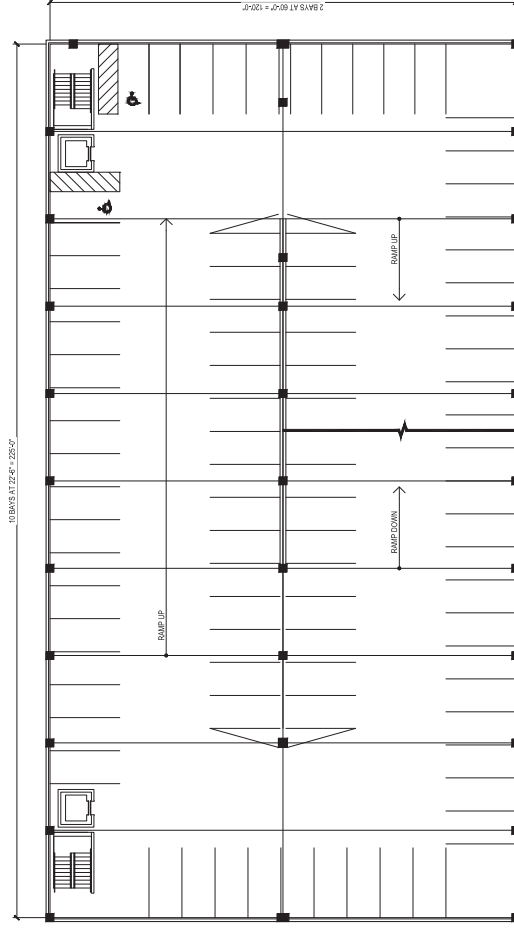 2 BAYS AT 60'-0" = 120'-0"
10 BAYS AT 22'-6" = 225'-0"
RAMP UP
RAMP DOWN
RAMP UP